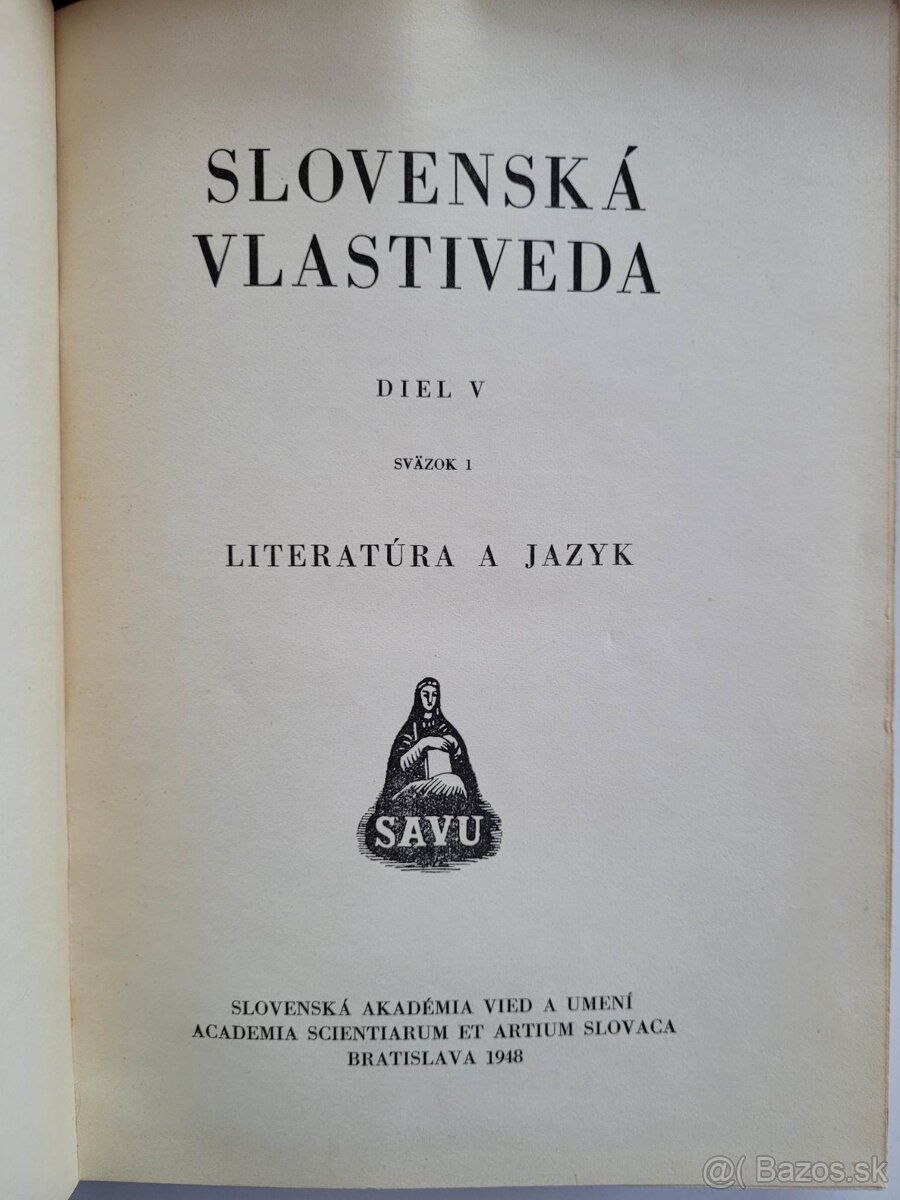 SLOVENSKÁ
VLASTIVEDA
DIEL V
SVÄZOK 1
LITERATÚRA A JAZYK
SAVU
SLOVENSKÁ AKADÉMIA VIED A UMENÍ
ACADEMIA SCIENTIARUM ET ARTIUM SLOVACA
BRATISLAVA 1948
@( Bazos.sk